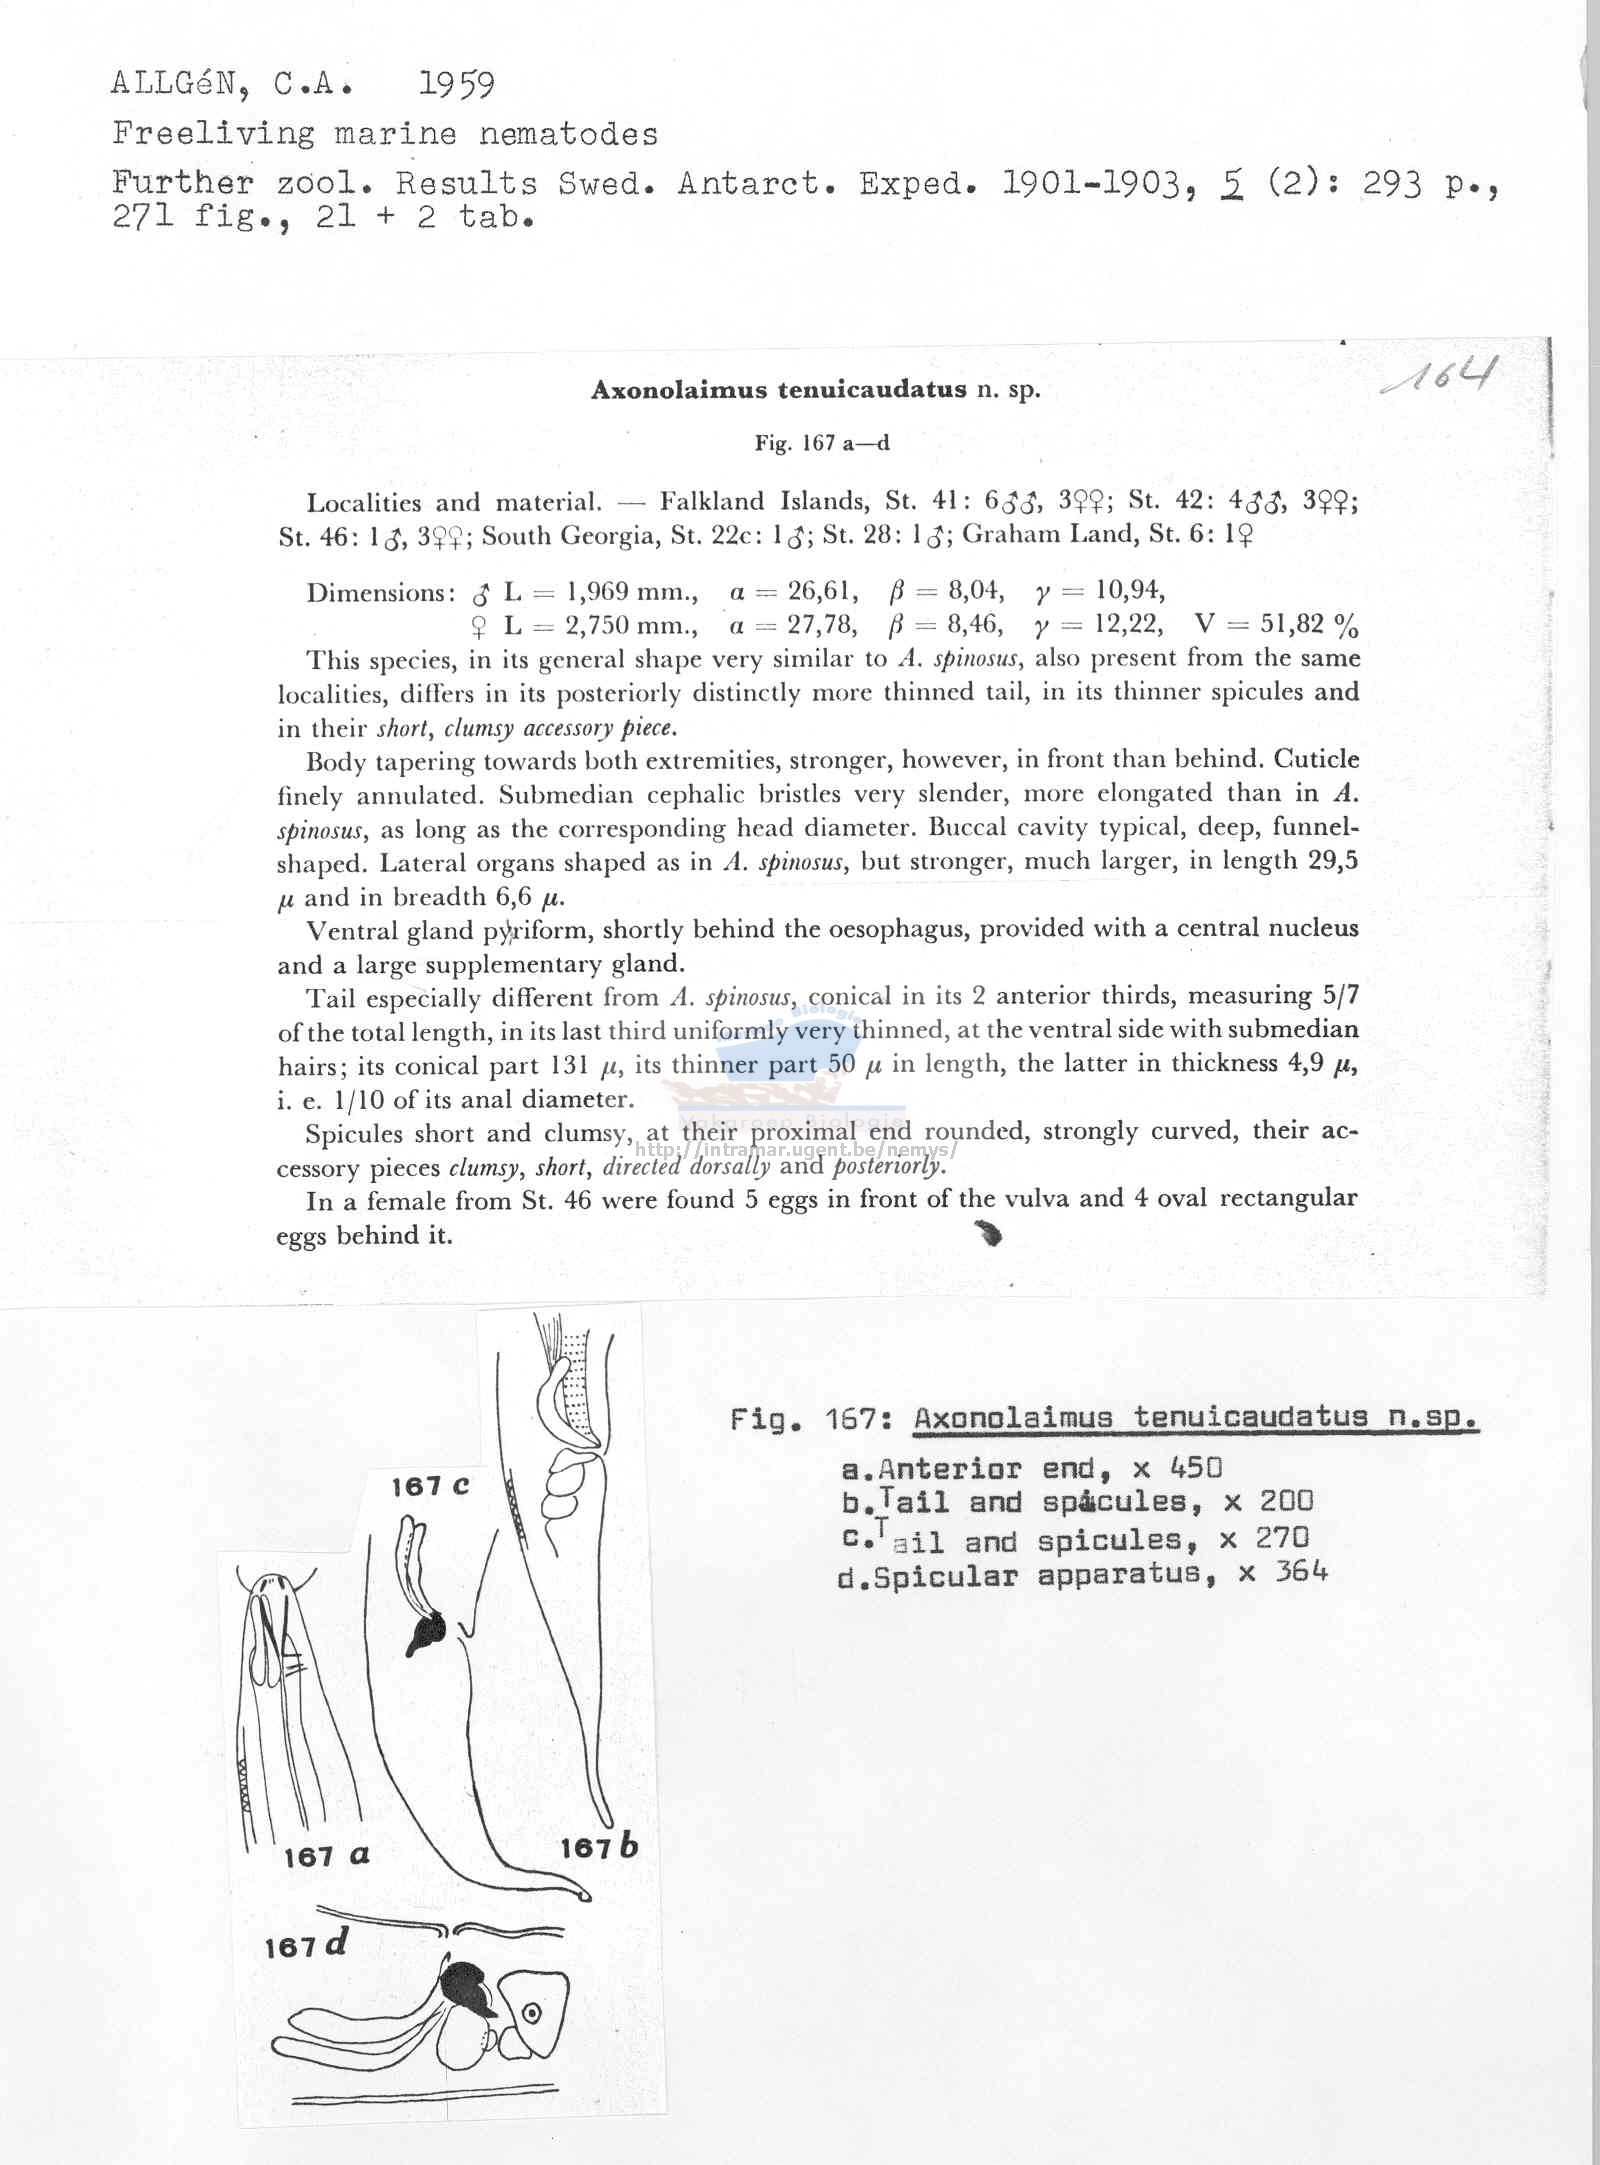 ALLGéN, C.A. 1959
Freeliving marine nematodes
Further zool. Results Swed. Antarct. Exped. 1901-1903, 5 (2): 293 p.,
271 fig., 21 + 2 tab.
164
Axonolaimus tenuicaudatus n. sp.
Fig. 167 a—d
Localities and material. — Falkland Islands, St. 41: 6♂♂, 3♀♀; St. 42: 4♂♂, 3♀♀;
St. 46: 1♂, 3♀♀; South Georgia, St. 22c: 1♂; St. 28: 1♂; Graham Land, St. 6: 1♀
Dimensions: ♂ L = 1,969 mm., α = 26,61, β = 8,04, γ = 10,94,
♀ L = 2,750 mm., α = 27,78, β = 8,46, γ = 12,22, V = 51,82 %
This species, in its general shape very similar to A. spinosus, also present from the same
localities, differs in its posteriorly distinctly more thinned tail, in its thinner spicules and
in their short, clumsy accessory piece.
Body tapering towards both extremities, stronger, however, in front than behind. Cuticle
finely annulated. Submedian cephalic bristles very slender, more elongated than in A.
spinosus, as long as the corresponding head diameter. Buccal cavity typical, deep, funnel-
shaped. Lateral organs shaped as in A. spinosus, but stronger, much larger, in length 29,5
μ and in breadth 6,6 μ.
Ventral gland pyriform, shortly behind the oesophagus, provided with a central nucleus
and a large supplementary gland.
Tail especially different from A. spinosus, conical in its 2 anterior thirds, measuring 5/7
of the total length, in its last third uniformly very thinned, at the ventral side with submedian
hairs; its conical part 131 μ, its thinner part 50 μ in length, the latter in thickness 4,9 μ,
i. e. 1/10 of its anal diameter.
Spicules short and clumsy, at their proximal end rounded, strongly curved, their ac-
cessory pieces clumsy, short, directed dorsally and posteriorly.
In a female from St. 46 were found 5 eggs in front of the vulva and 4 oval rectangular
eggs behind it.
Biologie
Vakgroep Biologie
http://intramar.ugent.be/nemys/
Fig. 167: Axonolaimus tenuicaudatus n.sp.
a.Anterior end, x 450
b.Tail and spicules, x 200
c.Tail and spicules, x 270
d.Spicular apparatus, x 364
167 c
167 a
167 b
167 d